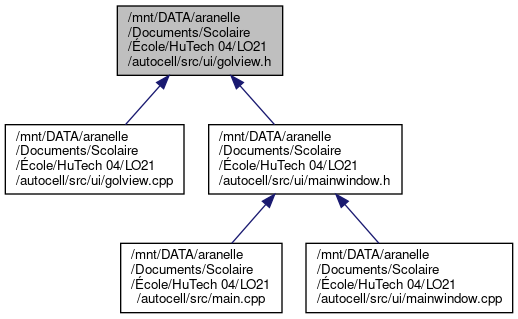 /mnt/DATA/aranelle
/Documents/Scolaire
/École/HuTech 04/LO21
/autocell/src/ui/golview.h
/mnt/DATA/aranelle
/Documents/Scolaire
/École/HuTech 04/LO21
/autocell/src/ui/golview.cpp
/mnt/DATA/aranelle
/Documents/Scolaire
/École/HuTech 04/LO21
/autocell/src/ui/mainwindow.h
/mnt/DATA/aranelle
/Documents/Scolaire
/École/HuTech 04/LO21
/autocell/src/main.cpp
/mnt/DATA/aranelle
/Documents/Scolaire
/École/HuTech 04/LO21
/autocell/src/ui/mainwindow.cpp